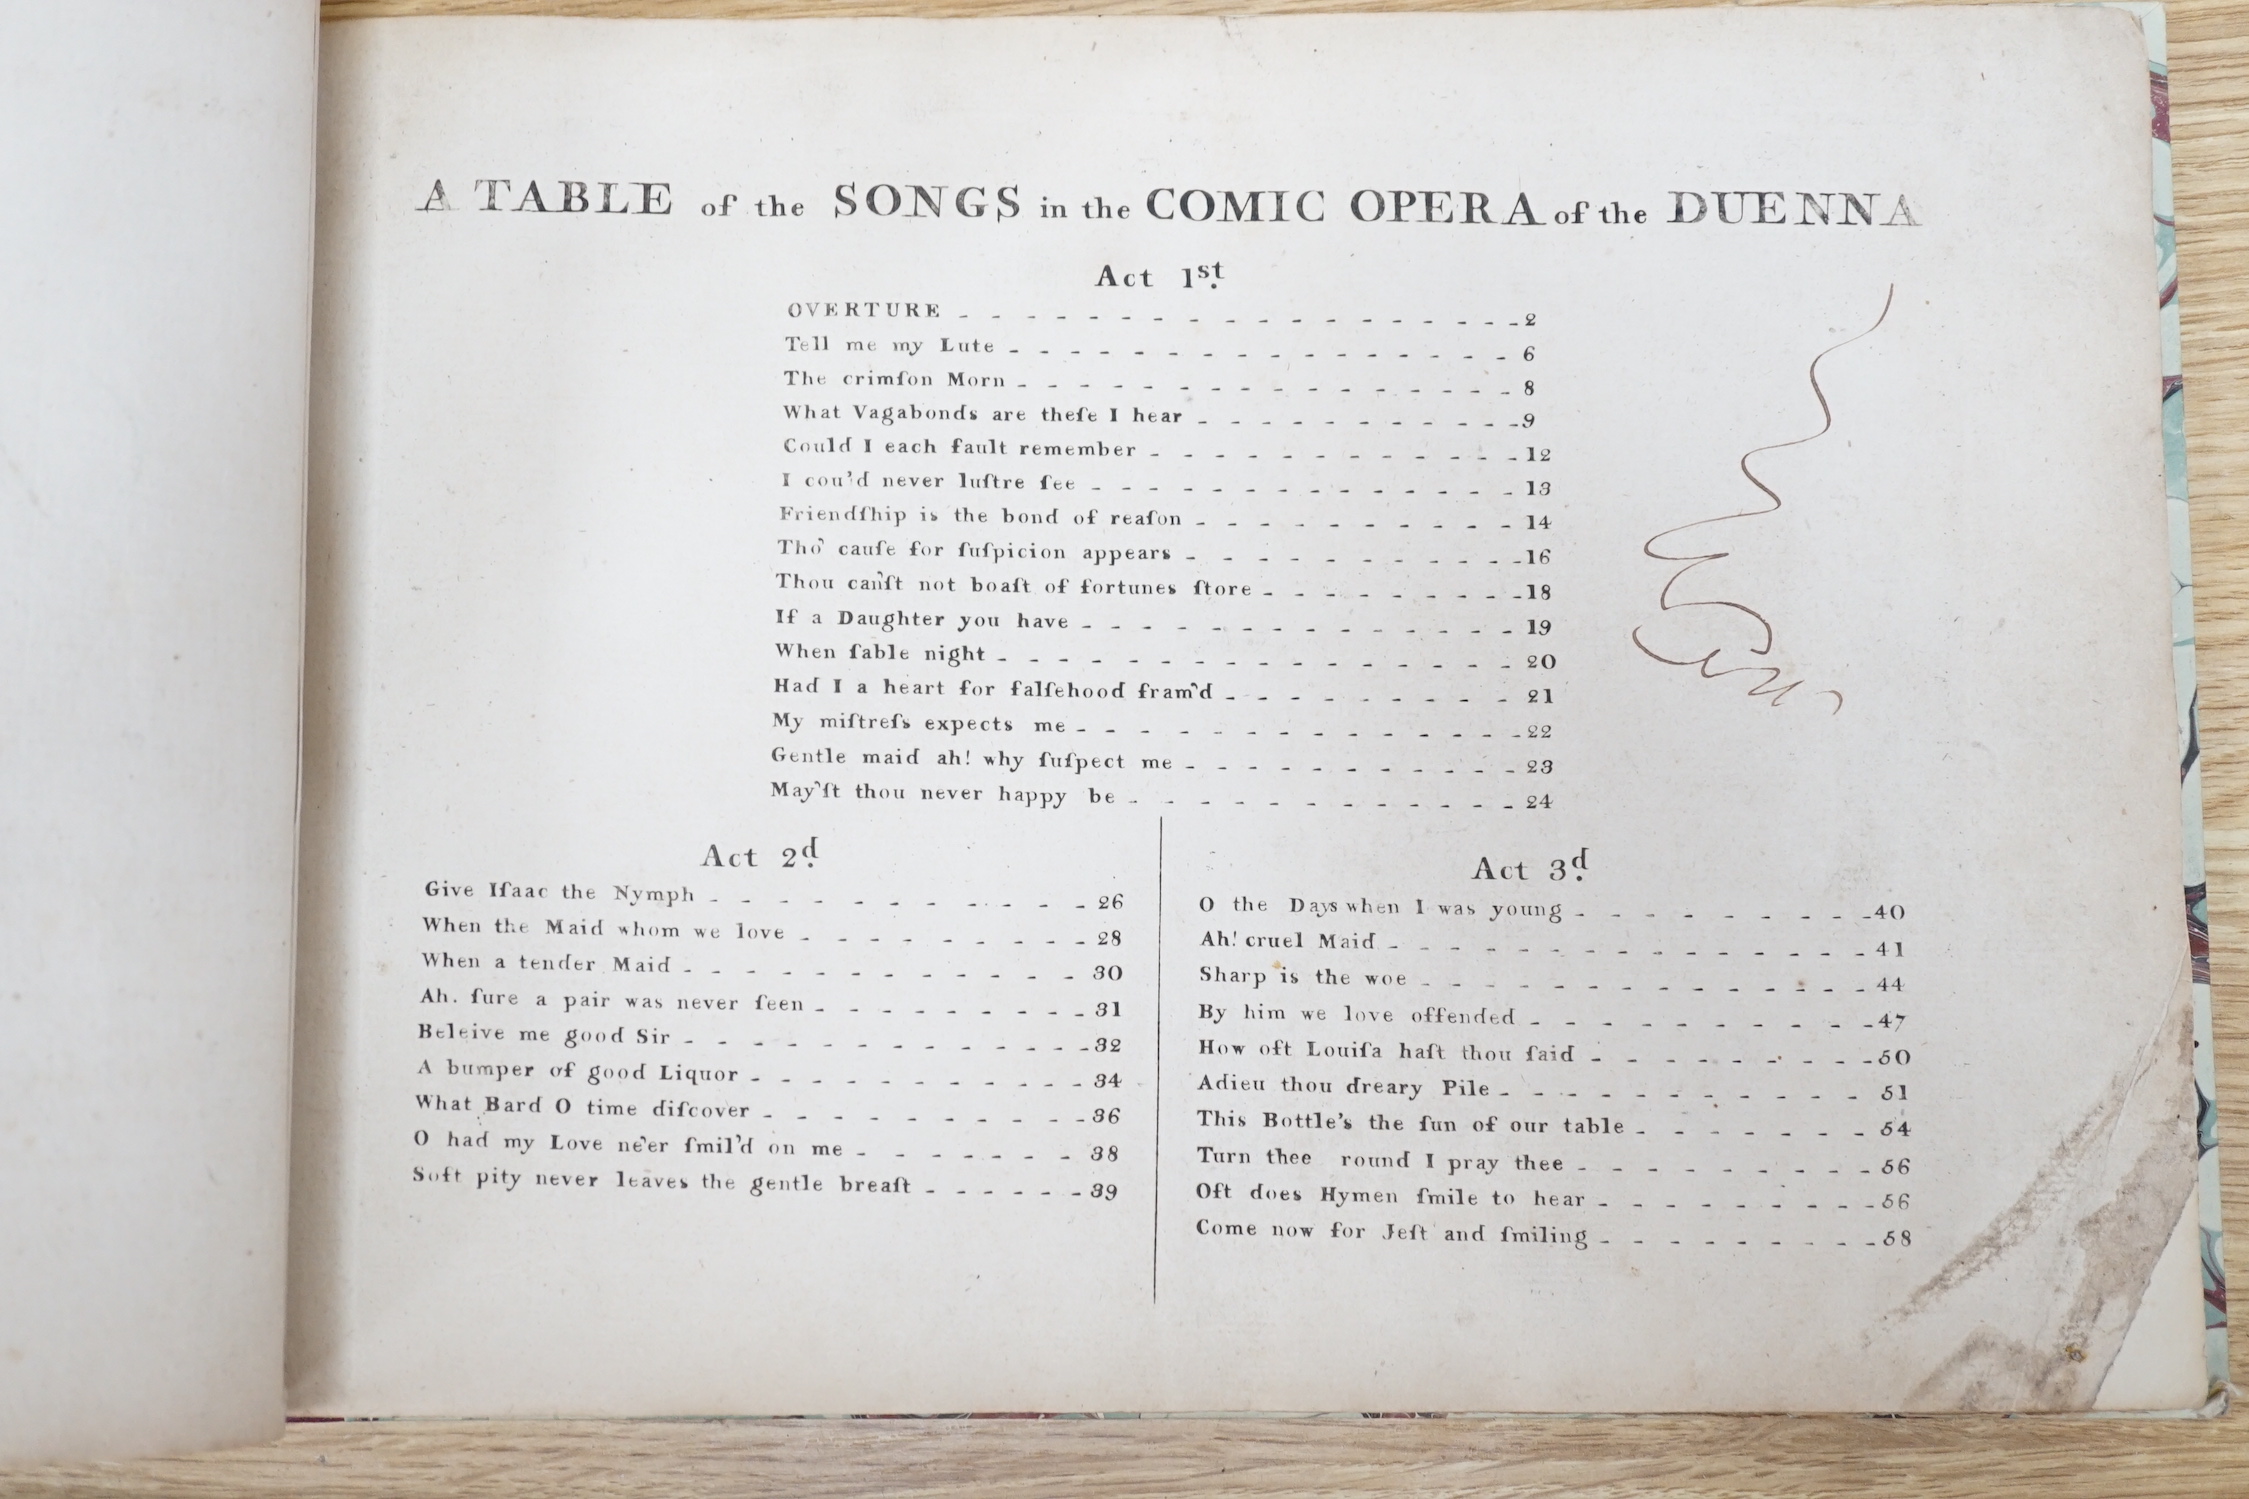 A TABLE of the SONGS in the COMIC OPERA of the DUENNA
Act 1st.
OVERTURE - - - - - - - - - - - - - - - - - - 2
Tell me my Lute - - - - - - - - - - - - - - - - 6
The crimſon Morn - - - - - - - - - - - - - - - - 8
What Vagabonds are theſe I hear - - - - - - - - - - - 9
Could I each fault remember - - - - - - - - - - - - 12
I cou'd never luſtre ſee - - - - - - - - - - - - - - 13
Friendſhip is the bond of reaſon - - - - - - - - - - 14
Tho' cauſe for ſuſpicion appears - - - - - - - - - - 16
Thou can'ſt not boaſt of fortunes ſtore - - - - - - - - - 18
If a Daughter you have - - - - - - - - - - - - - - 19
When ſable night - - - - - - - - - - - - - - - - 20
Had I a heart for falſehood fram'd - - - - - - - - - 21
My miſtreſs expects me - - - - - - - - - - - - - - 22
Gentle maid ah! why ſuſpect me - - - - - - - - - - - 23
May'ſt thou never happy be - - - - - - - - - - - - 24
Act 2d.
Give Iſaac the Nymph - - - - - - - - - - - - 26
When the Maid whom we love - - - - - - - - - 28
When a tender Maid - - - - - - - - - - - - 30
Ah. ſure a pair was never ſeen - - - - - - - - - 31
Beleive me good Sir - - - - - - - - - - - - - 32
A bumper of good Liquor - - - - - - - - - - 34
What Bard O time diſcover - - - - - - - - - - 36
O had my Love ne'er ſmil'd on me - - - - - - - 38
Soft pity never leaves the gentle breaſt - - - - - - 39
Act 3d.
O the Days when I was young - - - - - - - - - 40
Ah! cruel Maid - - - - - - - - - - - - - - 41
Sharp is the woe - - - - - - - - - - - - - 44
By him we love offended - - - - - - - - - - 47
How oft Louiſa haſt thou ſaid - - - - - - - - - 50
Adieu thou dreary Pile - - - - - - - - - - - 51
This Bottle's the ſun of our table - - - - - - - 54
Turn thee round I pray thee - - - - - - - - - 56
Oft does Hymen ſmile to hear - - - - - - - - - 56
Come now for Jeſt and ſmiling - - - - - - - - - 58